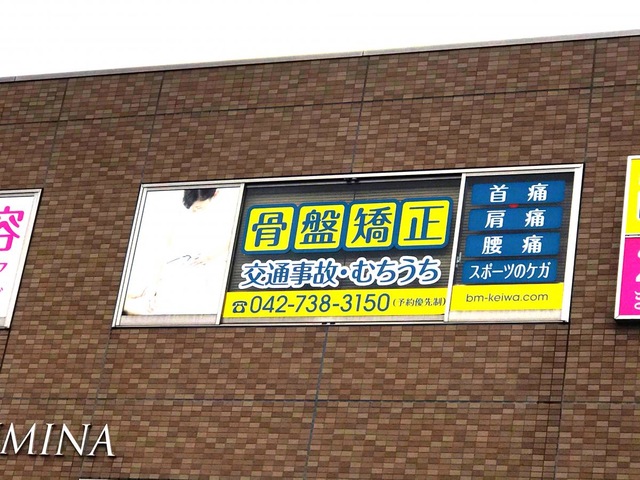 骨盤矯正
交通事故・むちうち
☎042-738-3150(予約優先制)
首痛
肩痛
腰痛
スポーツのケガ
bm-keiwa.com
容
MINA